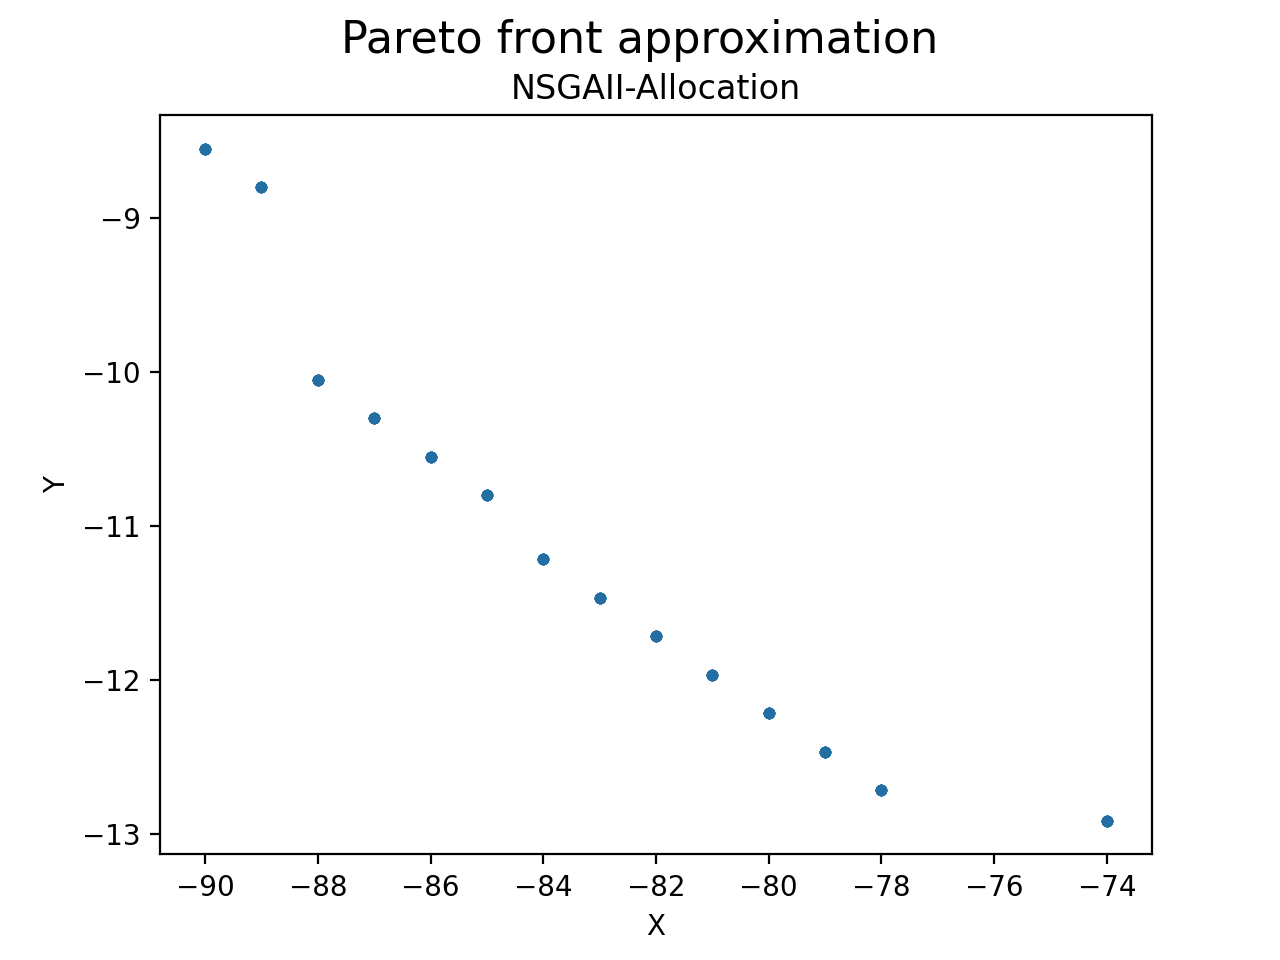 Pareto front approximation
NSGAII-Allocation
−9
−10
−11
−12
−13
Y
−90 −88 −86 −84 −82 −80 −78 −76 −74
X